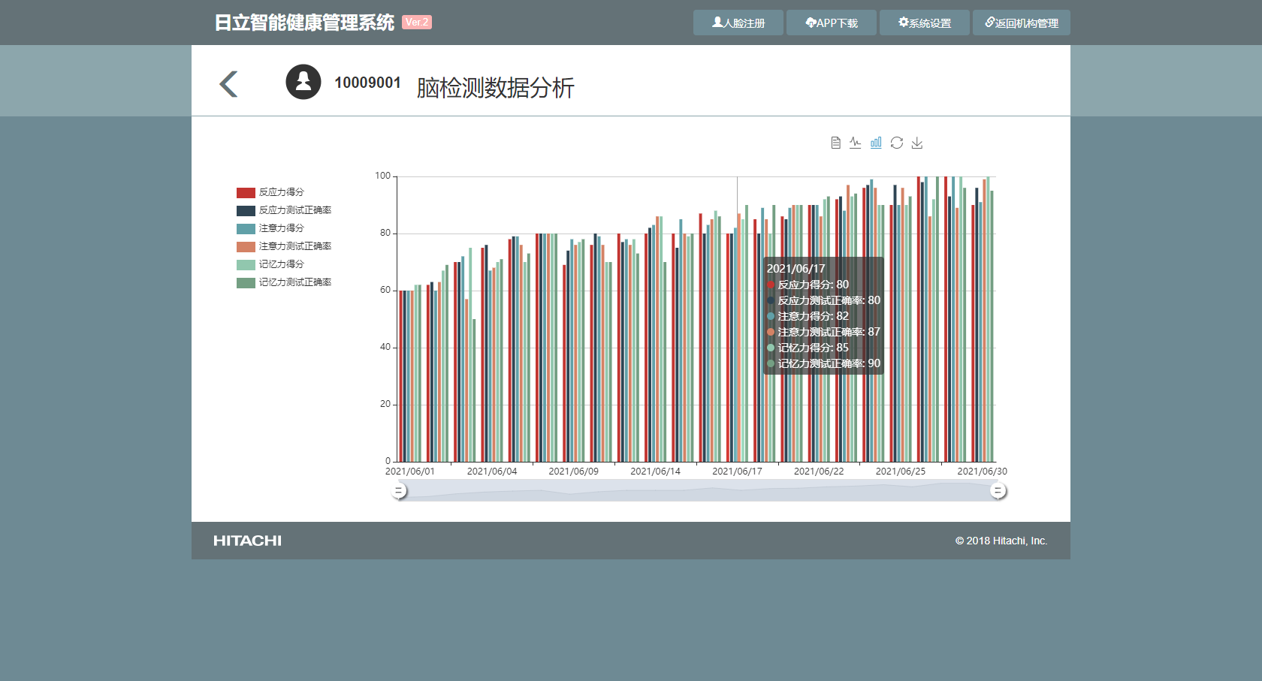 日立智能健康管理系统 Ver.2
人脸注册 APP下载 系统设置 返回机构管理
10009001 脑检测数据分析
反应力得分
反应力测试正确率
注意力得分
注意力测试正确率
记忆力得分
记忆力测试正确率
100
80
60
40
20
0
2021/06/17
反应力得分: 80
反应力测试正确率: 80
注意力得分: 82
注意力测试正确率: 87
记忆力得分: 85
记忆力测试正确率: 90
2021/06/01 2021/06/04 2021/06/09 2021/06/14 2021/06/17 2021/06/22 2021/06/25 2021/06/30
HITACHI © 2018 Hitachi, Inc.